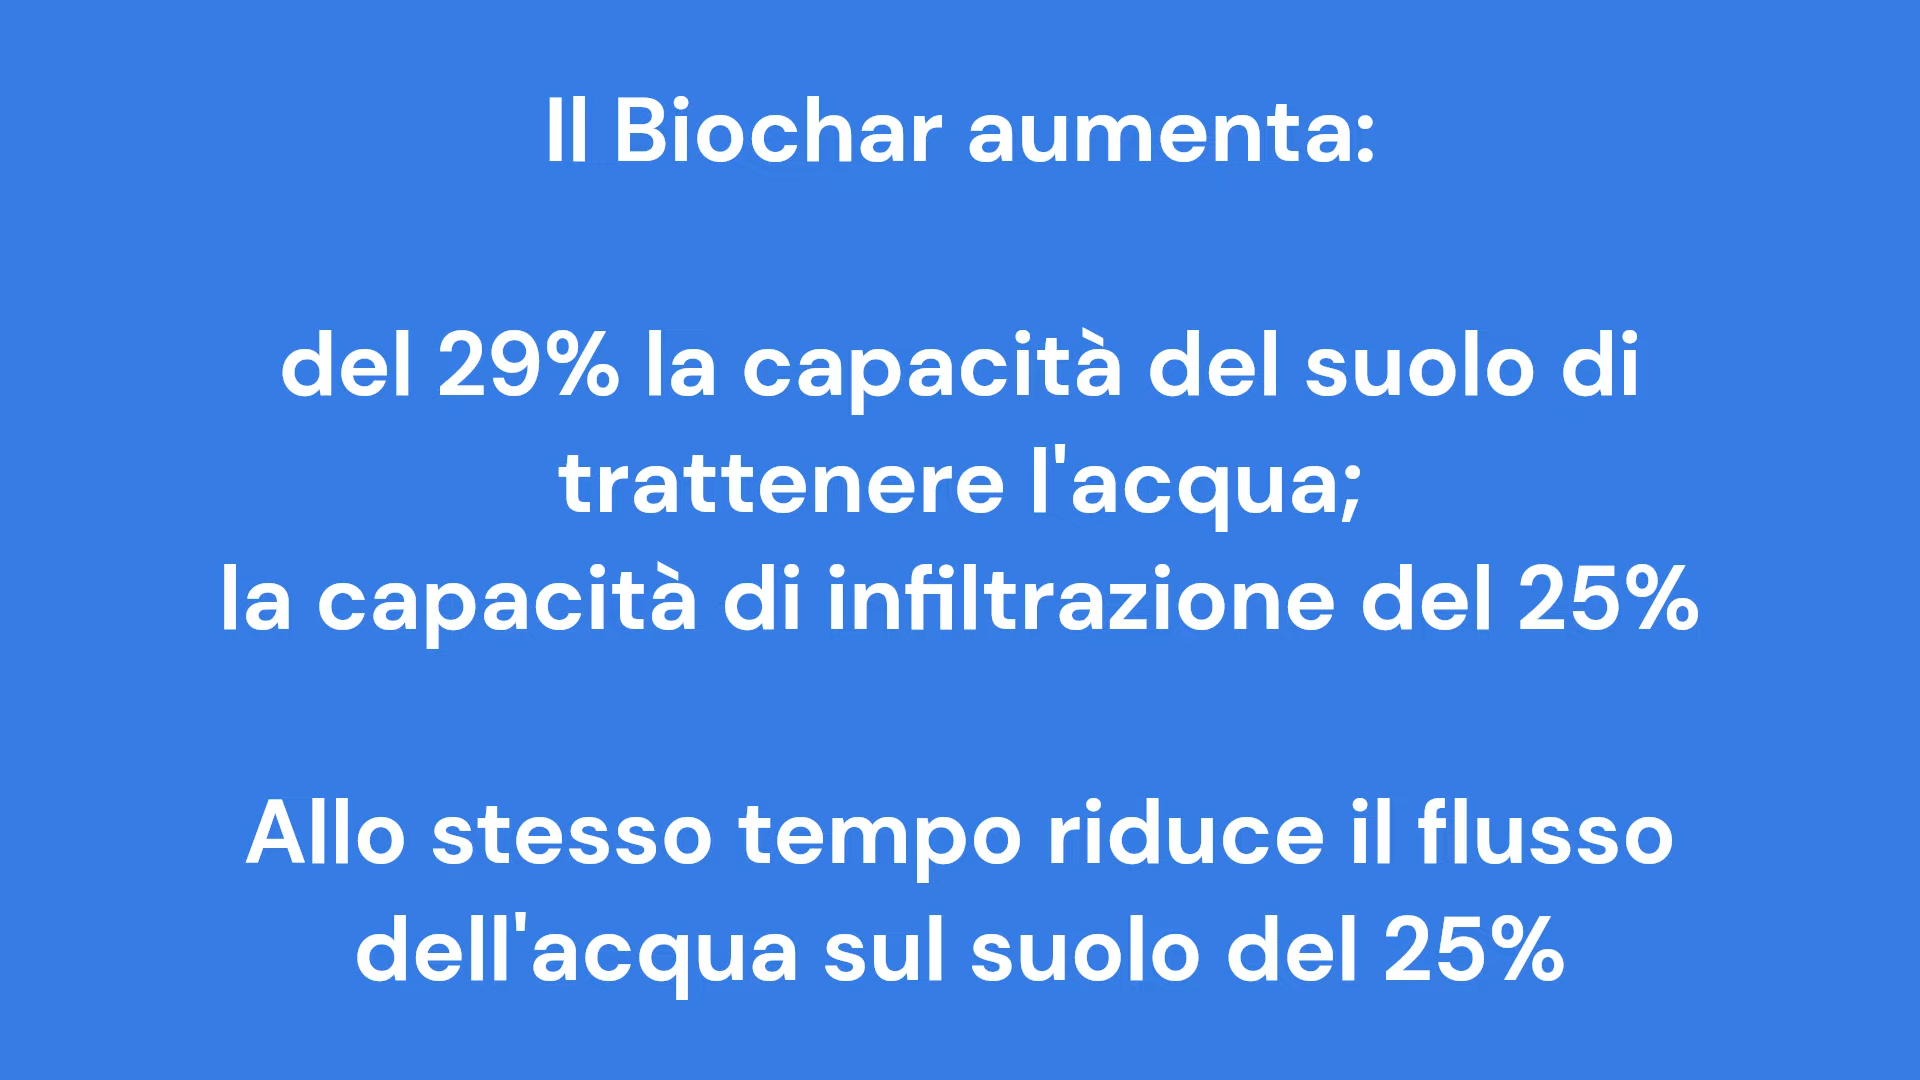 Il Biochar aumenta:
del 29% la capacità del suolo di
trattenere l'acqua;
la capacità di infiltrazione del 25%
Allo stesso tempo riduce il flusso
dell'acqua sul suolo del 25%